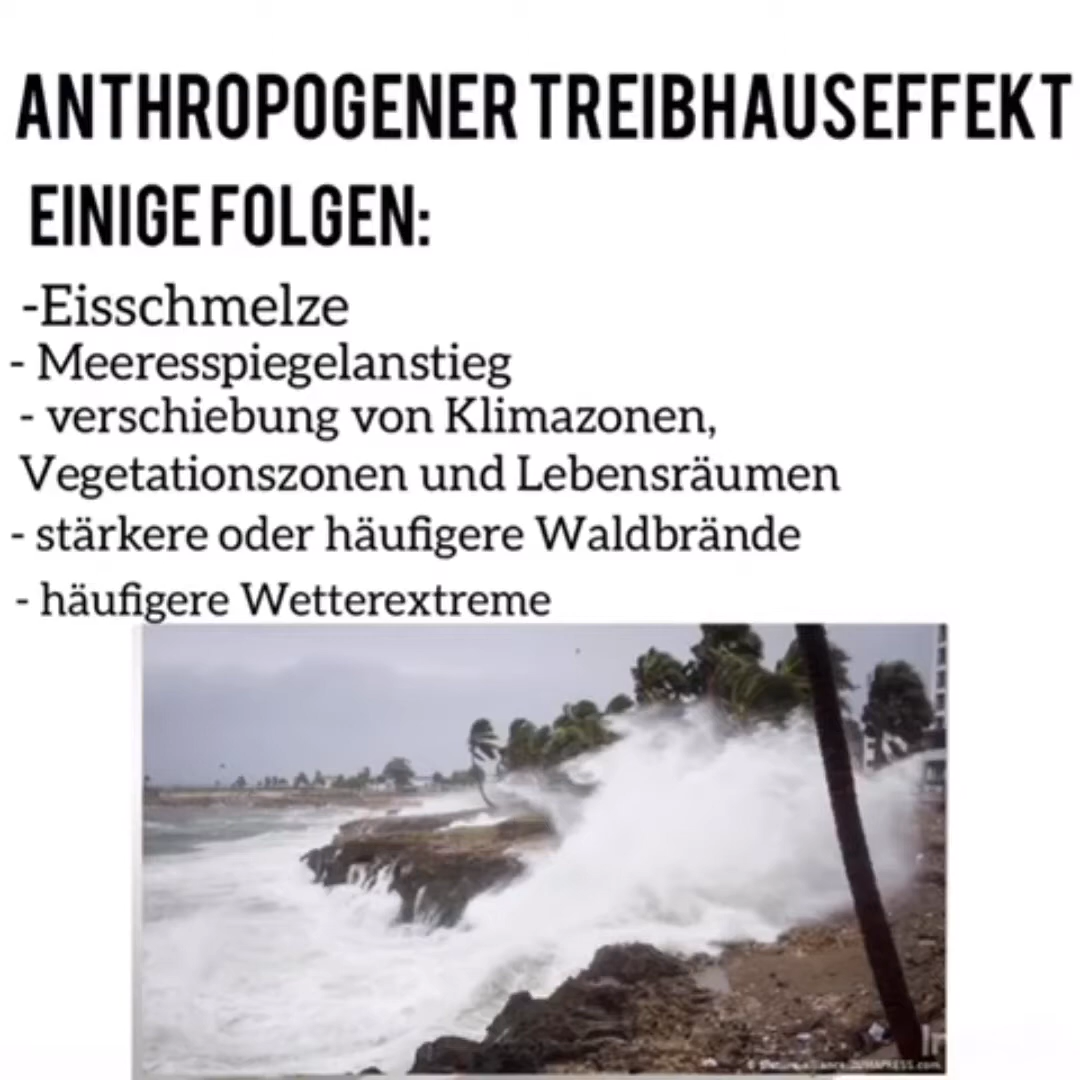 ANTHROPOGENER TREIBHAUSEFFEKT
EINIGE FOLGEN:
-Eisschmelze
- Meeresspiegelanstieg
- verschiebung von Klimazonen,
Vegetationszonen und Lebensräumen
- stärkere oder häufigere Waldbrände
- häufigere Wetterextreme